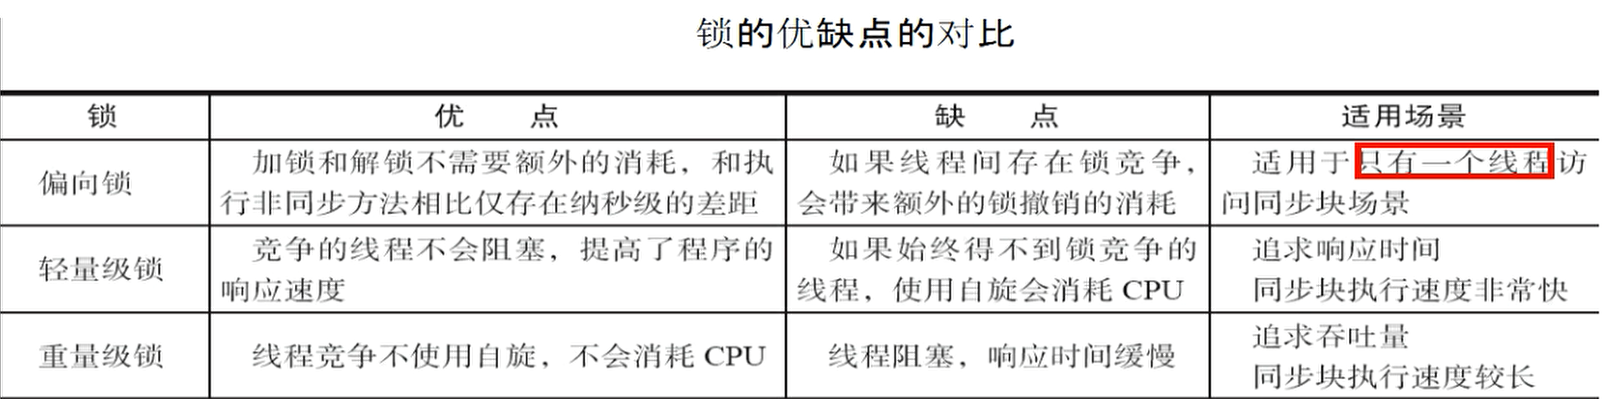 锁的优缺点的对比
锁 优 点 缺 点 适用场景
偏向锁
加锁和解锁不需要额外的消耗，和执
行非同步方法相比仅存在纳秒级的差距
如果线程间存在锁竞争，
会带来额外的锁撤销的消耗
适用于只有一个线程访
问同步块场景
轻量级锁
竞争的线程不会阻塞，提高了程序的
响应速度
如果始终得不到锁竞争的
线程，使用自旋会消耗 CPU
追求响应时间
同步块执行速度非常快
重量级锁
线程竞争不使用自旋，不会消耗 CPU
线程阻塞，响应时间缓慢
追求吞吐量
同步块执行速度较长